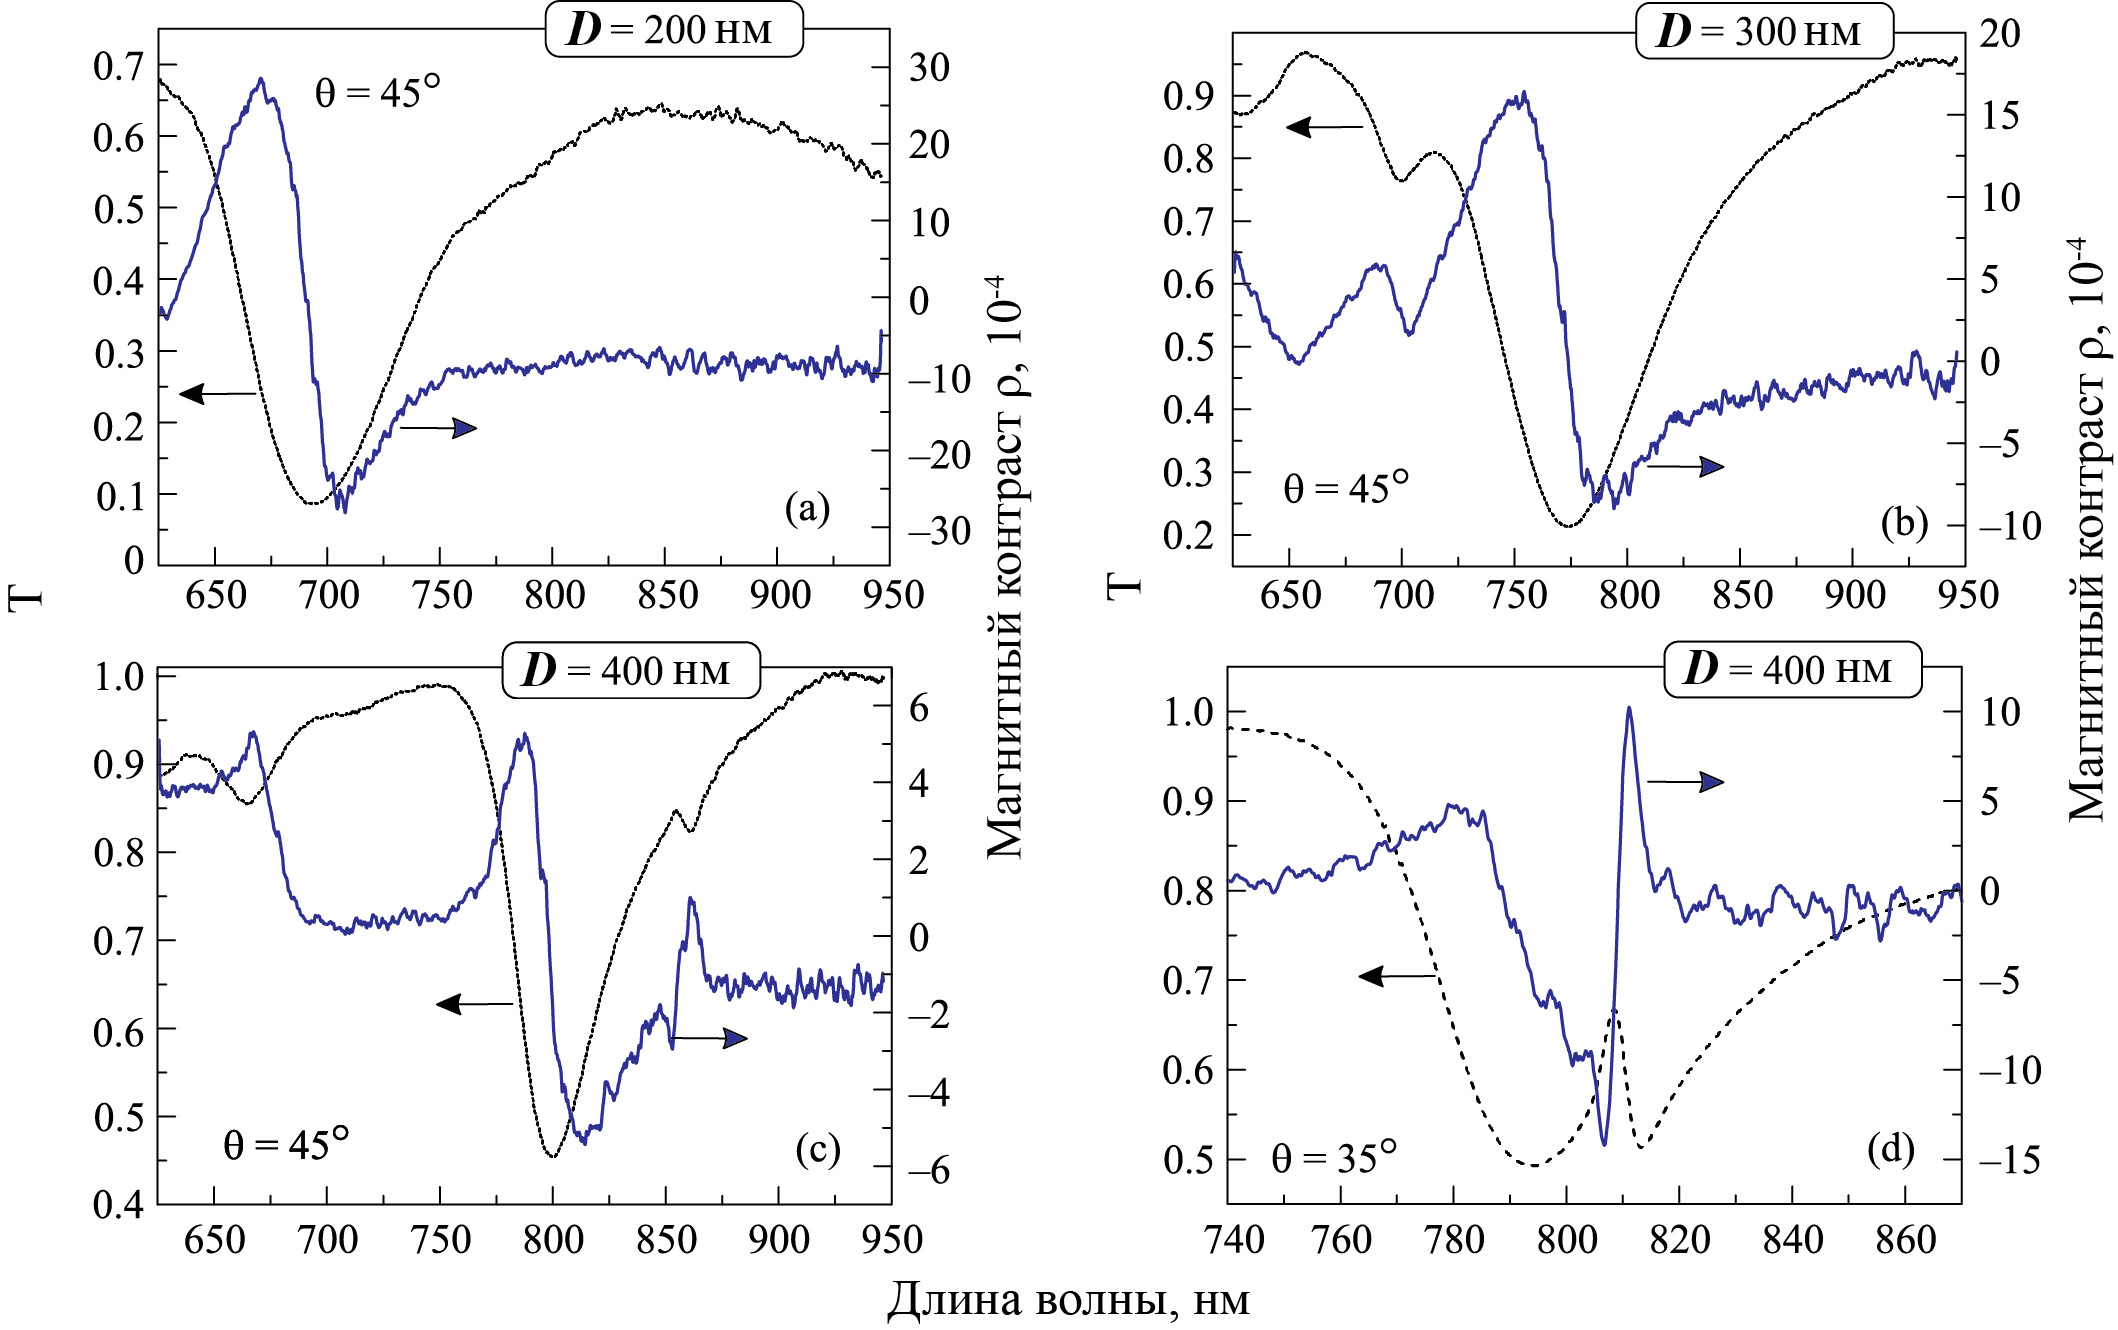 D = 200 нм
θ = 45°
0.7
0.6
0.5
0.4
0.3
0.2
0.1
0
30
20
10
0
–10
–20
–30
(a)
650 700 750 800 850 900 950
T
Магнитный контраст ρ, 10-4
D = 300 нм
0.9
0.8
0.7
0.6
0.5
0.4
0.3
0.2
20
15
10
5
0
–5
–10
θ = 45°
(b)
650 700 750 800 850 900 950
T
Магнитный контраст ρ, 10-4
D = 400 нм
1.0
0.9
0.8
0.7
0.6
0.5
0.4
6
4
2
0
–2
–4
–6
θ = 45°
(c)
650 700 750 800 850 900 950
D = 400 нм
1.0
0.9
0.8
0.7
0.6
0.5
10
5
0
–5
–10
–15
θ = 35°
(d)
740 760 780 800 820 840 860
Длина волны, нм